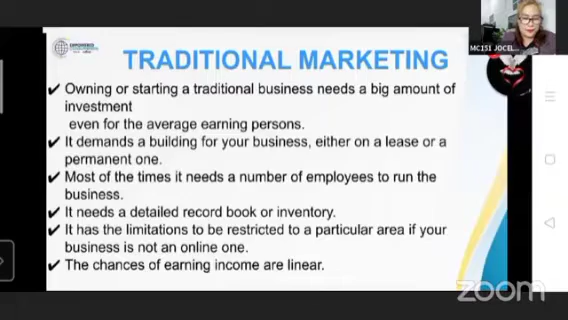 MC151 JOCEL..
TRADITIONAL MARKETING
✔ Owning or starting a traditional business needs a big amount of
investment
even for the average earning persons.
✔ It demands a building for your business, either on a lease or a
permanent one.
✔ Most of the times it needs a number of employees to run the
business.
✔ It needs a detailed record book or inventory.
✔ It has the limitations to be restricted to a particular area if your
business is not an online one.
✔ The chances of earning income are linear.
zoom